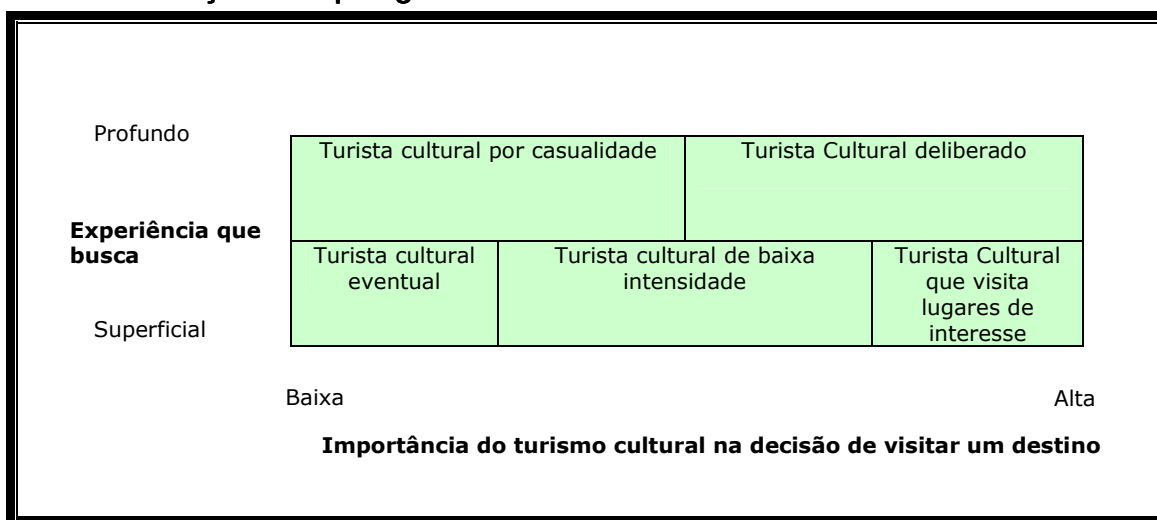 Profundo
Turista cultural por casualidade
Turista Cultural deliberado
Experiência que
busca
Turista cultural
eventual
Turista cultural de baixa
intensidade
Turista Cultural
que visita
lugares de
interesse
Superficial
Baixa
Alta
Importância do turismo cultural na decisão de visitar um destino